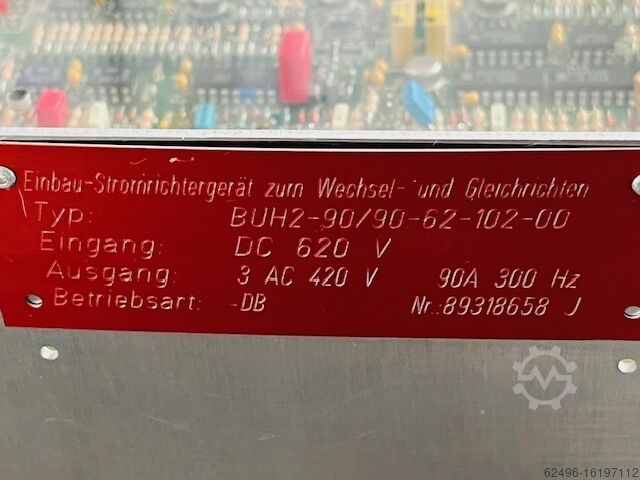 Einbau-Stromrichtergerät zum Wechsel- und Gleichrichten
Typ: BUH2-90/90-62-102-00
Eingang: DC 620 V
Ausgang: 3 AC 420 V 90A 300 Hz
Betriebsart: DB Nr.:89318658 J
62496-16197112